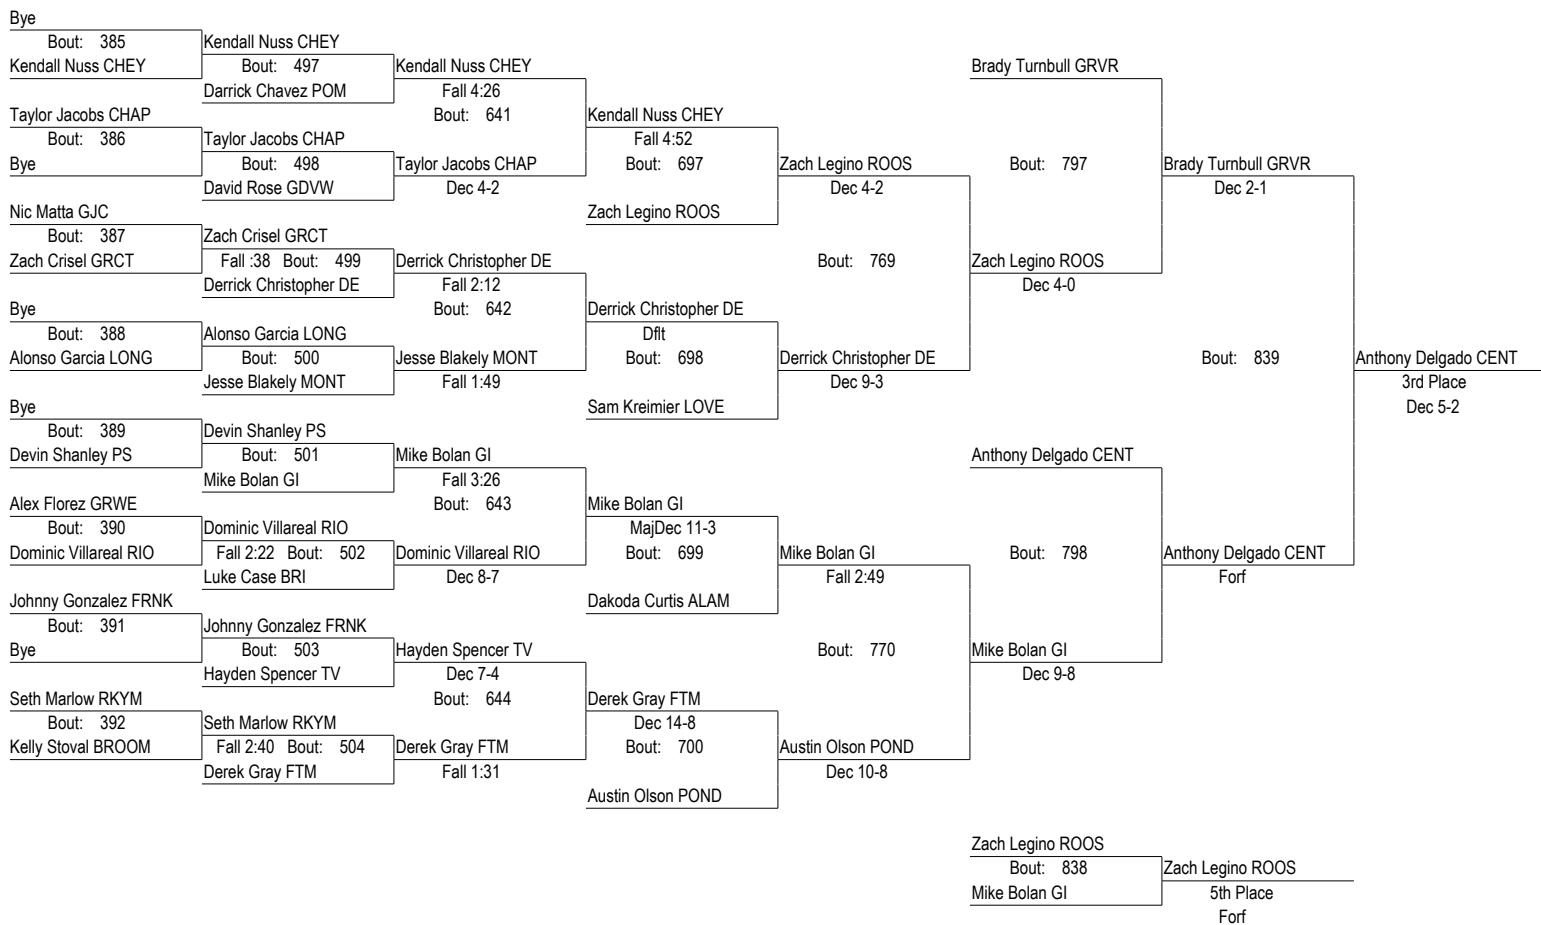 Bye
Bout: 385 Kendall Nuss CHEY
Kendall Nuss CHEY Bout: 497 Kendall Nuss CHEY Brady Turnbull GRVR
Darrick Chavez POM Fall 4:26
Taylor Jacobs CHAP Bout: 641 Kendall Nuss CHEY
Bout: 386 Taylor Jacobs CHAP Fall 4:52
Bye Bout: 498 Taylor Jacobs CHAP Bout: 697 Zach Legino ROOS Bout: 797 Brady Turnbull GRVR
David Rose GDVW Dec 4-2 Dec 4-2 Dec 2-1
Nic Matta GJC Zach Legino ROOS
Bout: 387 Zach Crisel GRCT
Zach Crisel GRCT Fall :38 Bout: 499 Derrick Christopher DE Bout: 769 Zach Legino ROOS
Derrick Christopher DE Fall 2:12 Dec 4-0
Bye Bout: 642 Derrick Christopher DE
Bout: 388 Alonso Garcia LONG Dflt
Alonso Garcia LONG Bout: 500 Jesse Blakely MONT Bout: 698 Derrick Christopher DE Bout: 839 Anthony Delgado CENT
Jesse Blakely MONT Fall 1:49 Dec 9-3 3rd Place
Bye Sam Kreimier LOVE Dec 5-2
Bout: 389 Devin Shanley PS
Devin Shanley PS Bout: 501 Mike Bolan GI Anthony Delgado CENT
Mike Bolan GI Fall 3:26
Alex Florez GRWE Bout: 643 Mike Bolan GI
Bout: 390 Dominic Villareal RIO MajDec 11-3
Dominic Villareal RIO Fall 2:22 Bout: 502 Dominic Villareal RIO Bout: 699 Mike Bolan GI Bout: 798 Anthony Delgado CENT
Luke Case BRI Dec 8-7 Fall 2:49 Forf
Johnny Gonzalez FRNK Dakoda Curtis ALAM
Bout: 391 Johnny Gonzalez FRNK
Bye Bout: 503 Hayden Spencer TV Bout: 770 Mike Bolan GI
Hayden Spencer TV Dec 7-4 Dec 9-8
Seth Marlow RKYM Bout: 644 Derek Gray FTM
Bout: 392 Seth Marlow RKYM Dec 14-8
Kelly Stoval BROOM Fall 2:40 Bout: 504 Derek Gray FTM Bout: 700 Austin Olson POND
Derek Gray FTM Fall 1:31 Dec 10-8
Austin Olson POND
Zach Legino ROOS
Bout: 838 Zach Legino ROOS
Mike Bolan GI 5th Place
Forf